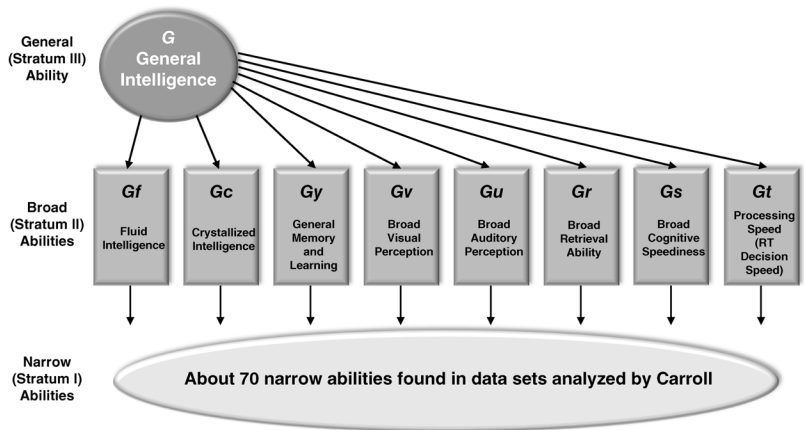 General
(Stratum III)
Ability
G
General
Intelligence
Broad
(Stratum II)
Abilities
Gf
Fluid
Intelligence
Gc
Crystallized
Intelligence
Gy
General
Memory
and
Learning
Gv
Broad
Visual
Perception
Gu
Broad
Auditory
Perception
Gr
Broad
Retrieval
Ability
Gs
Broad
Cognitive
Speediness
Gt
Processing
Speed
(RT
Decision
Speed)
Narrow
(Stratum I)
Abilities
About 70 narrow abilities found in data sets analyzed by Carroll